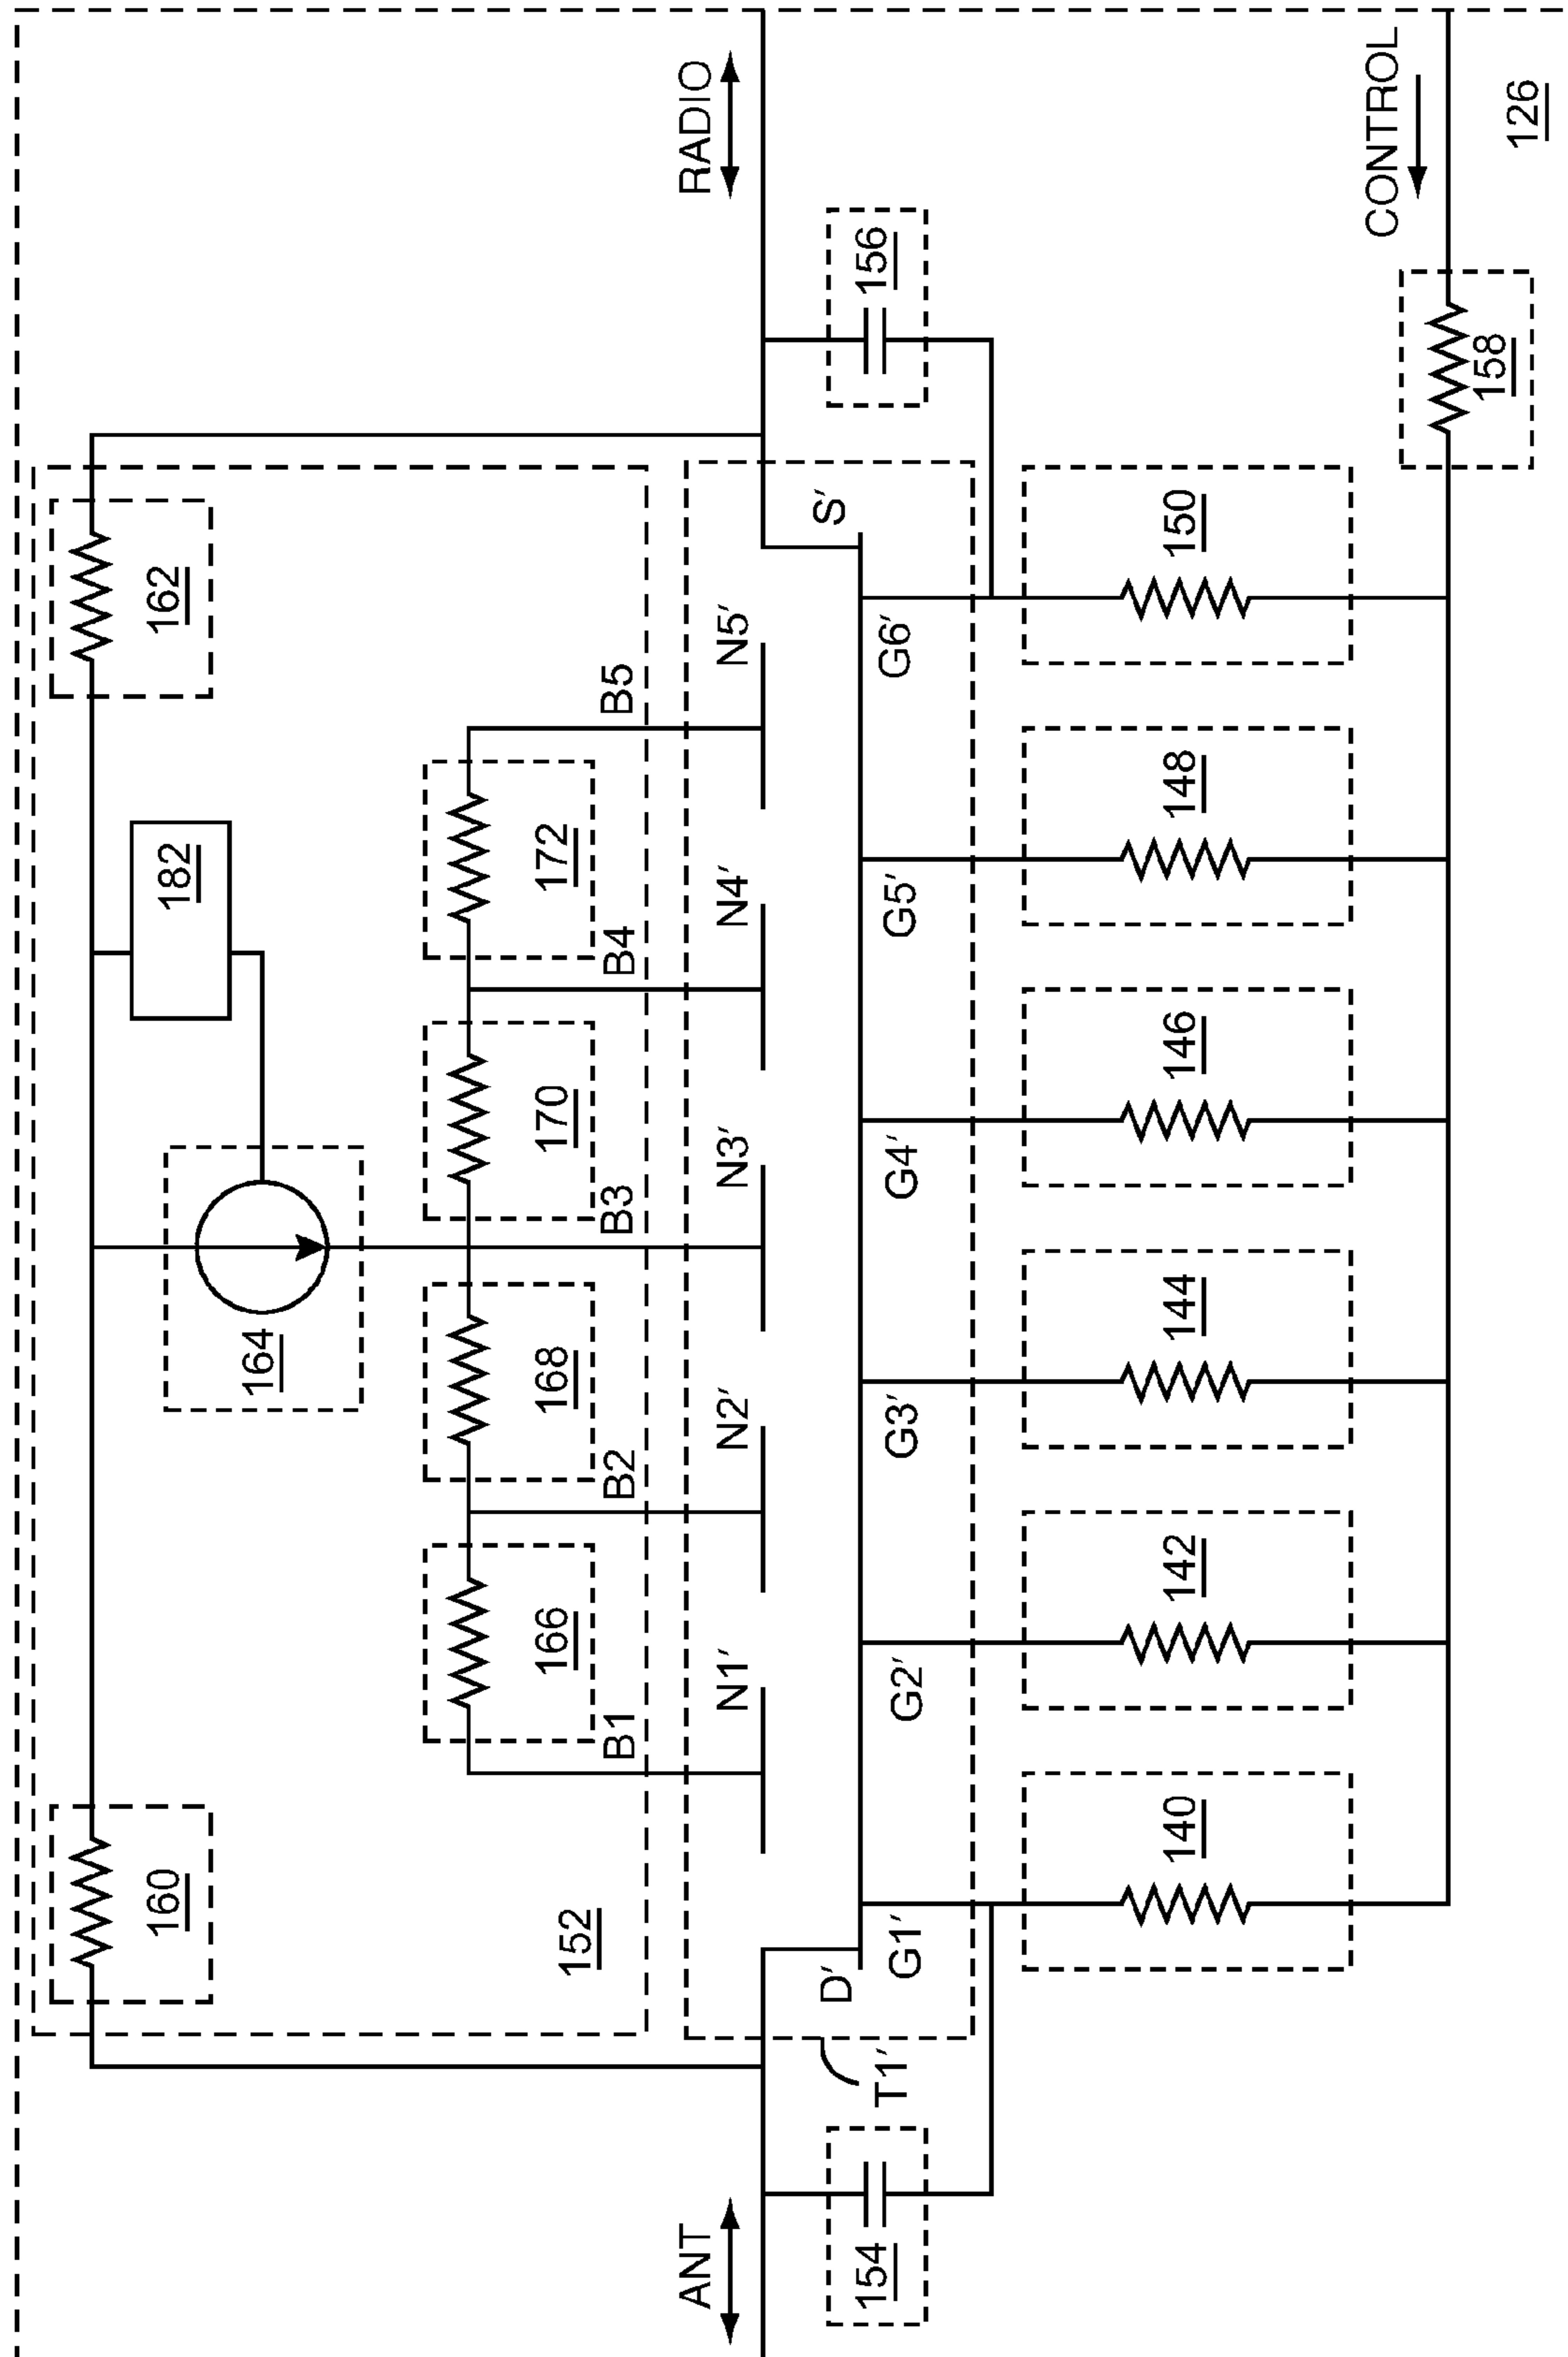 162
182
164
160
152
172
170
168
166
B5
B4
B3
B2
B1
RADIO
ANT
N5′
N4′
N3′
N2′
N1′
S′
D′
T1′
156
154
G6′
G5′
G4′
G3′
G2′
G1′
150
148
146
144
142
140
CONTROL
158
126